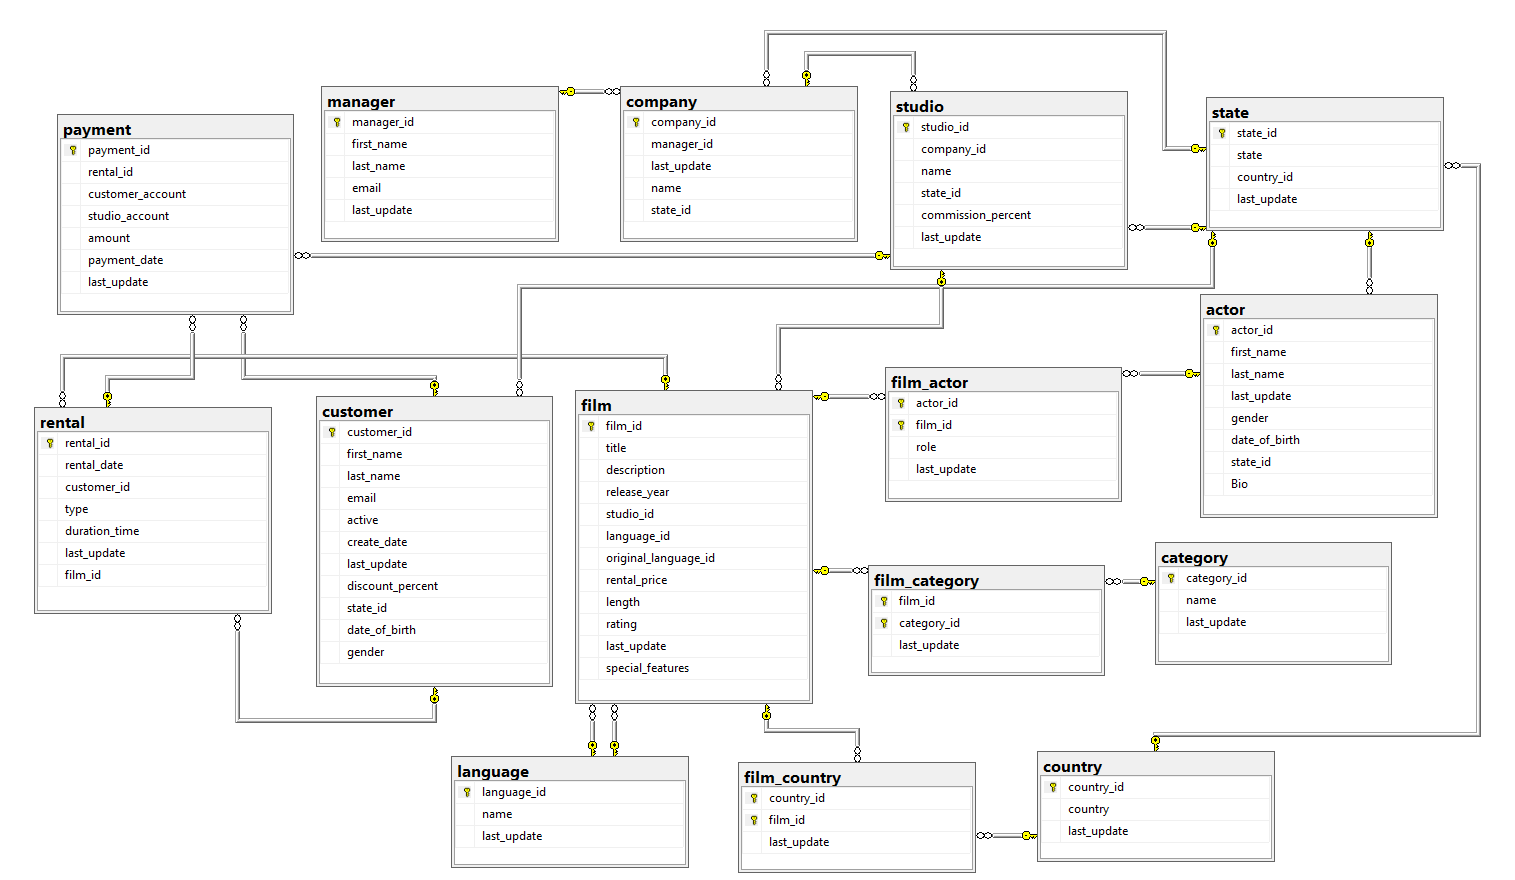 manager
manager_id
first_name
last_name
email
last_update
company
company_id
manager_id
last_update
name
state_id
studio
studio_id
company_id
name
state_id
commission_percent
last_update
state
state_id
state
country_id
last_update
payment
payment_id
rental_id
customer_account
studio_account
amount
payment_date
last_update
actor
actor_id
first_name
last_name
last_update
gender
date_of_birth
state_id
Bio
rental
rental_id
rental_date
customer_id
type
duration_time
last_update
film_id
customer
customer_id
first_name
last_name
email
active
create_date
last_update
discount_percent
state_id
date_of_birth
gender
film
film_id
title
description
release_year
studio_id
language_id
original_language_id
rental_price
length
rating
last_update
special_features
film_actor
actor_id
film_id
role
last_update
film_category
film_id
category_id
last_update
category
category_id
name
last_update
language
language_id
name
last_update
film_country
country_id
film_id
last_update
country
country_id
country
last_update